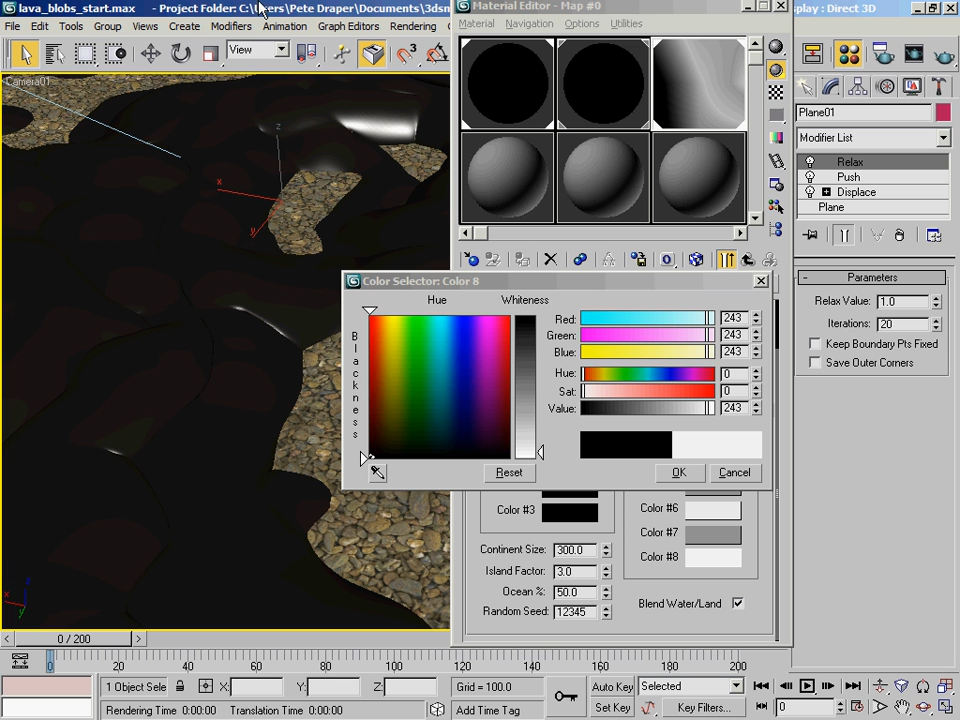 lava_blobs_start.max - Project Folder: C:\Users\Pete Draper\Documents\3dsm
File Edit Tools Group Views Create Modifiers Animation Graph Editors Rendering
View
Camera01
z
x
y
z
x
y
Material Editor - Map #0
Material Navigation Options Utilities
0
Color Selector: Color 8
Hue Whiteness
Blackness
Red: 243
Green: 243
Blue: 243
Hue: 0
Sat: 0
Value: 243
Reset OK Cancel
Color #3
Color #6
Color #7
Color #8
Continent Size: 300.0
Island Factor: 3.0
Ocean %: 50.0
Random Seed: 12345
Blend Water/Land
play : Direct 3D
Plane01
Modifier List
Relax
Push
Displace
Plane
Parameters
Relax Value: 1.0
Iterations: 20
Keep Boundary Pts Fixed
Save Outer Corners
0 / 200
0 20 40 60 80 100 120 140 160 180 200
1 Object Sele X: Y: Z: Grid = 100.0 Auto Key Selected
Rendering Time 0:00:00 Translation Time 0:00:00 Add Time Tag Set Key Key Filters... 0